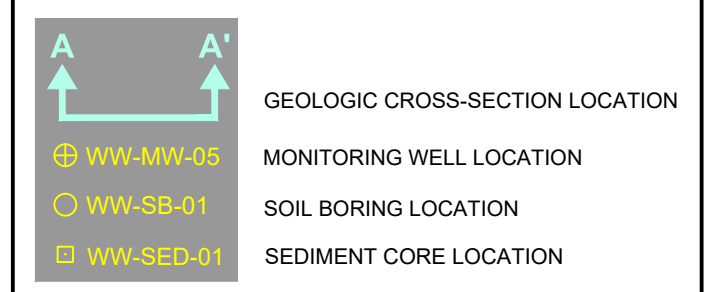 A A'
GEOLOGIC CROSS-SECTION LOCATION
WW-MW-05 MONITORING WELL LOCATION
WW-SB-01 SOIL BORING LOCATION
WW-SED-01 SEDIMENT CORE LOCATION